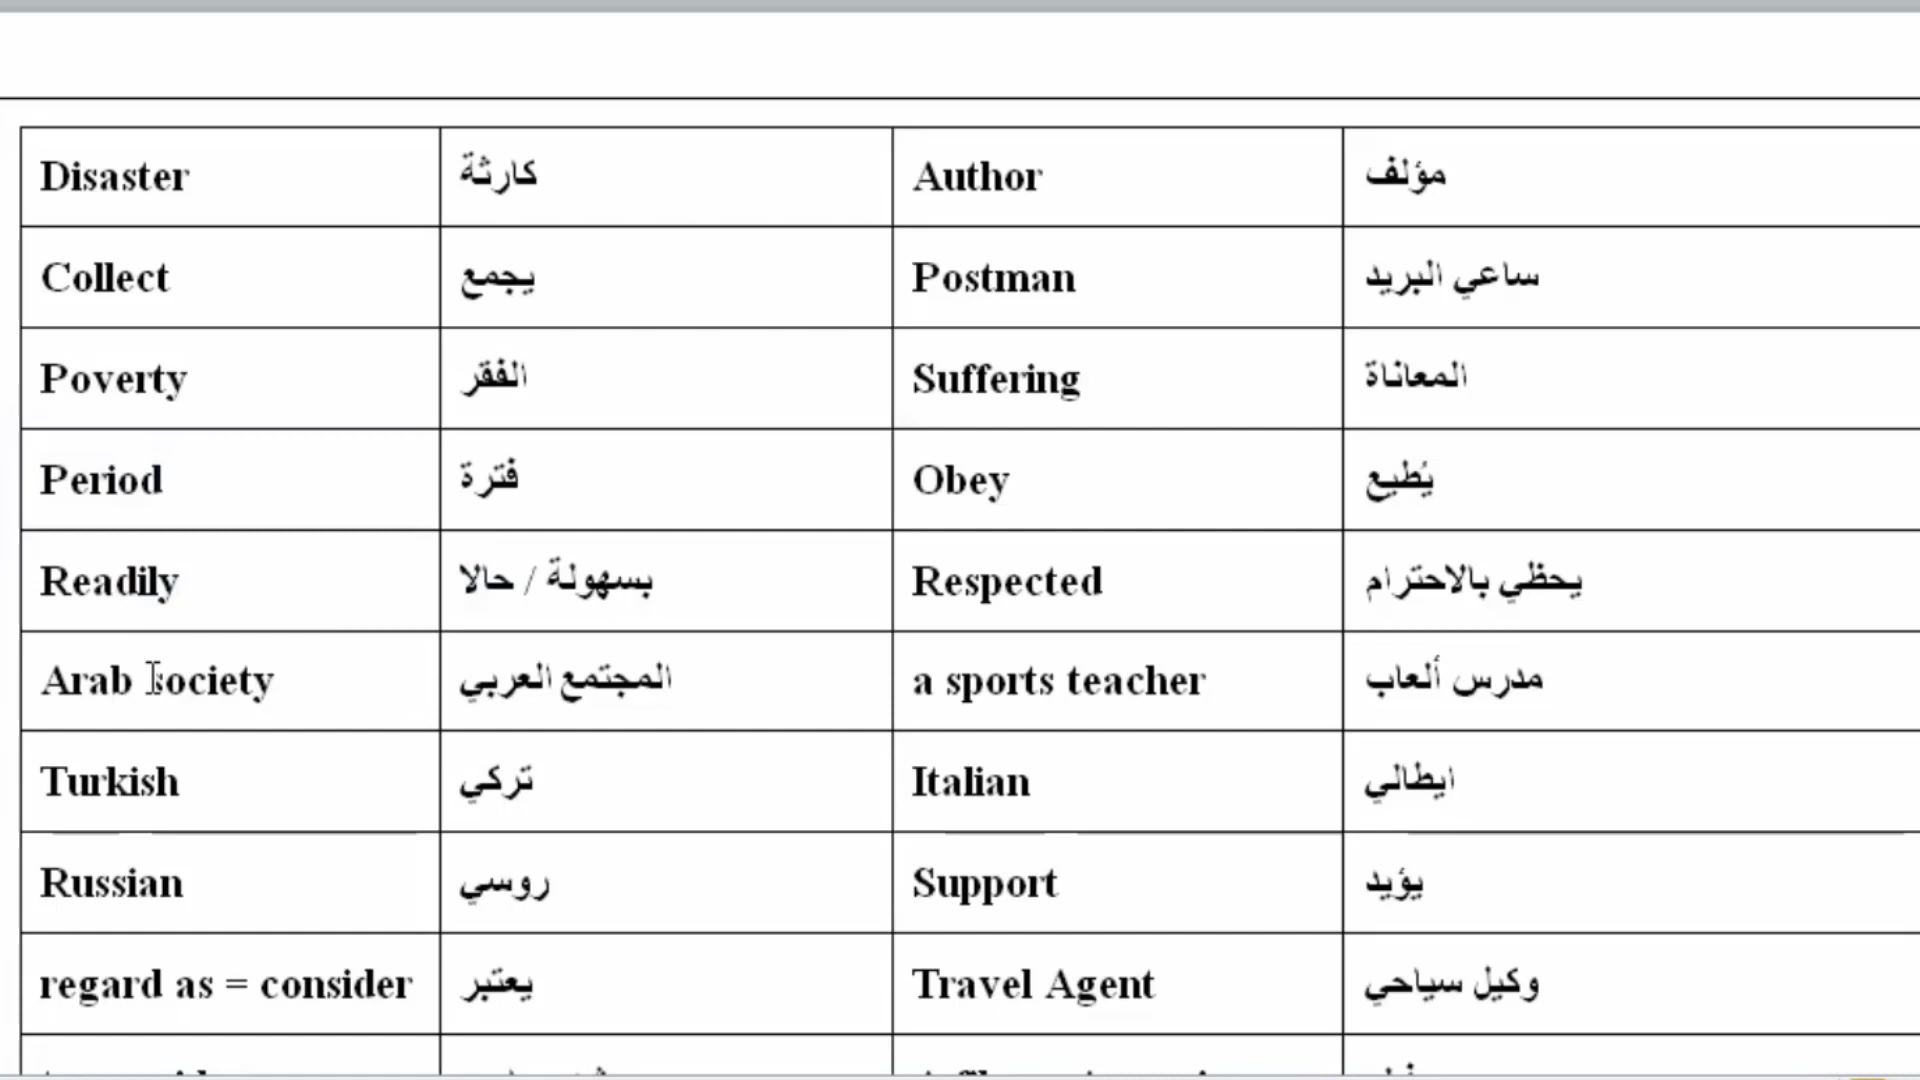 Disaster كارثة Author مؤلف
Collect يجمع Postman ساعي البريد
Poverty الفقر Suffering المعاناة
Period فترة Obey يُطيع
Readily بسهولة / حالا Respected يحظي بالاحترام
Arab society المجتمع العربي a sports teacher مدرس ألعاب
Turkish تركي Italian ايطالي
Russian روسي Support يؤيد
regard as = consider يعتبر Travel Agent وكيل سياحي